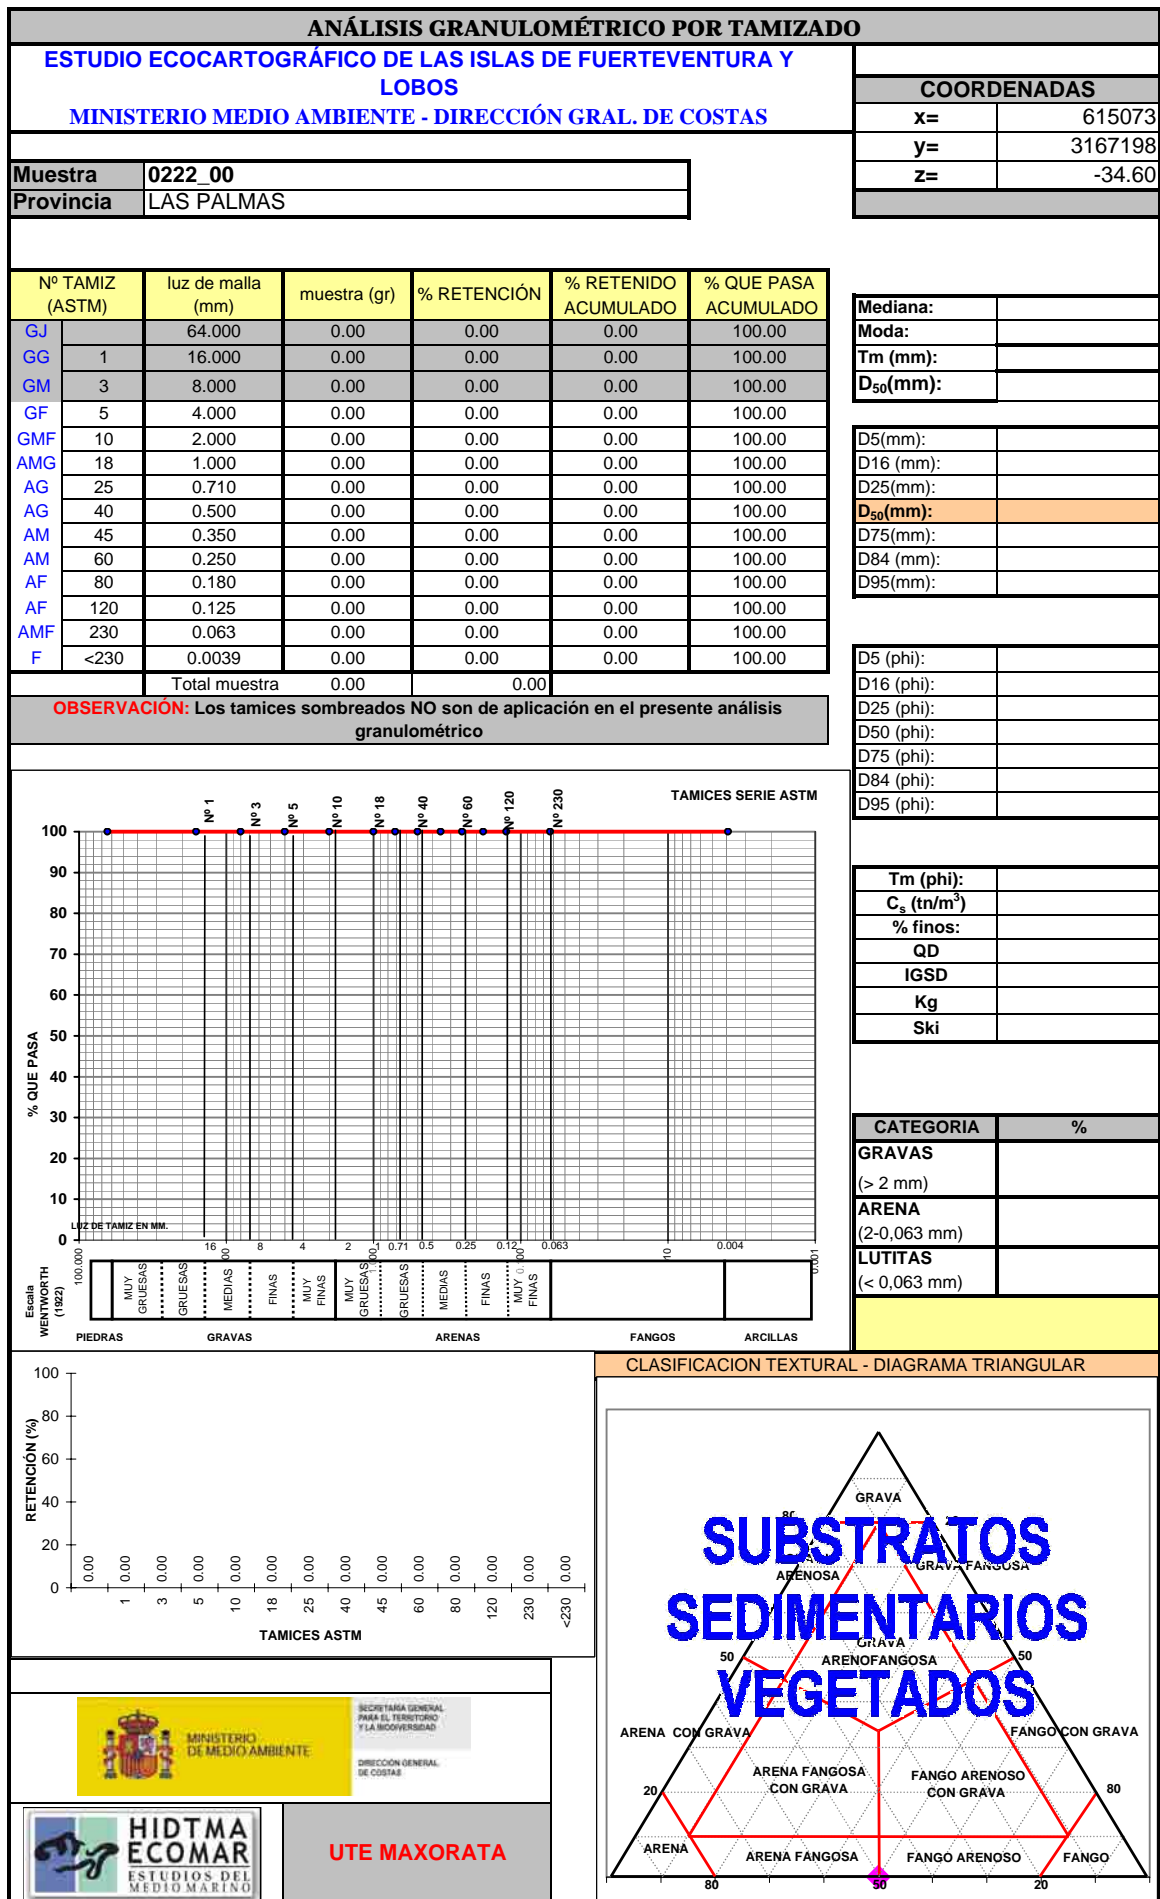 ANÁLISIS GRANULOMÉTRICO POR TAMIZADO
ESTUDIO ECOCARTOGRÁFICO DE LAS ISLAS DE FUERTEVENTURA Y
LOBOS
MINISTERIO MEDIO AMBIENTE - DIRECCIÓN GRAL. DE COSTAS
COORDENADAS
x= 615073
y= 3167198
z= -34.60
Muestra 0222_00
Provincia LAS PALMAS
Nº TAMIZ (ASTM) luz de malla (mm) muestra (gr) % RETENCIÓN % RETENIDO ACUMULADO % QUE PASA ACUMULADO
GJ 64.000 0.00 0.00 0.00 100.00
GG 1 16.000 0.00 0.00 0.00 100.00
GM 3 8.000 0.00 0.00 0.00 100.00
GF 5 4.000 0.00 0.00 0.00 100.00
GMF 10 2.000 0.00 0.00 0.00 100.00
AMG 18 1.000 0.00 0.00 0.00 100.00
AG 25 0.710 0.00 0.00 0.00 100.00
AG 40 0.500 0.00 0.00 0.00 100.00
AM 45 0.350 0.00 0.00 0.00 100.00
AM 60 0.250 0.00 0.00 0.00 100.00
AF 80 0.180 0.00 0.00 0.00 100.00
AF 120 0.125 0.00 0.00 0.00 100.00
AMF 230 0.063 0.00 0.00 0.00 100.00
F <230 0.0039 0.00 0.00 0.00 100.00
Total muestra 0.00 0.00
OBSERVACIÓN: Los tamices sombreados NO son de aplicación en el presente análisis
granulométrico
Mediana:
Moda:
Tm (mm):
D50(mm):
D5(mm):
D16 (mm):
D25(mm):
D50(mm):
D75(mm):
D84 (mm):
D95(mm):
D5 (phi):
D16 (phi):
D25 (phi):
D50 (phi):
D75 (phi):
D84 (phi):
D95 (phi):
Tm (phi):
Cs (tn/m3)
% finos:
QD
IGSD
Kg
Ski
CATEGORIA %
GRAVAS
(> 2 mm)
ARENA
(2-0,063 mm)
LUTITAS
(< 0,063 mm)
TAMICES SERIE ASTM
Nº 1 Nº 3 Nº 5 Nº 10 Nº 18 Nº 40 Nº 60 Nº 120 Nº 230
% QUE PASA
100
90
80
70
60
50
40
30
20
10
0
LUZ DE TAMIZ EN MM.
16 8 4 2 1 0.71 0.5 0.25 0.12 0.063 0.004
100.000
0.001
Escala
WENTWORTH
(1922)
MUY GRUESAS GRUESAS MEDIAS FINAS MUY FINAS MUY GRUESAS GRUESAS MEDIAS FINAS MUY FINAS
PIEDRAS GRAVAS ARENAS FANGOS ARCILLAS
RETENCIÓN (%)
100
80
60
40
20
0
0.00 0.00 0.00 0.00 0.00 0.00 0.00 0.00 0.00 0.00 0.00 0.00 0.00 0.00
1 3 5 10 18 25 40 45 60 80 120 230 <230
TAMICES ASTM
CLASIFICACION TEXTURAL - DIAGRAMA TRIANGULAR
GRAVA
SUBSTRATOS
ARENOSA
GRAVA FANGOSA
SEDIMENTARIOS
GRAVA
ARENOFANGOSA
50 50
VEGETADOS
ARENA CON GRAVA
FANGO CON GRAVA
ARENA FANGOSA
CON GRAVA
FANGO ARENOSO
CON GRAVA
20 80
ARENA ARENA FANGOSA FANGO ARENOSO FANGO
80 50 20
MINISTERIO
DE MEDIO AMBIENTE
SECRETARÍA GENERAL
PARA EL TERRITORIO
Y LA BIODIVERSIDAD
DIRECCIÓN GENERAL
DE COSTAS
HIDTMA
ECOMAR
ESTUDIOS DEL
MEDIO MARINO
UTE MAXORATA